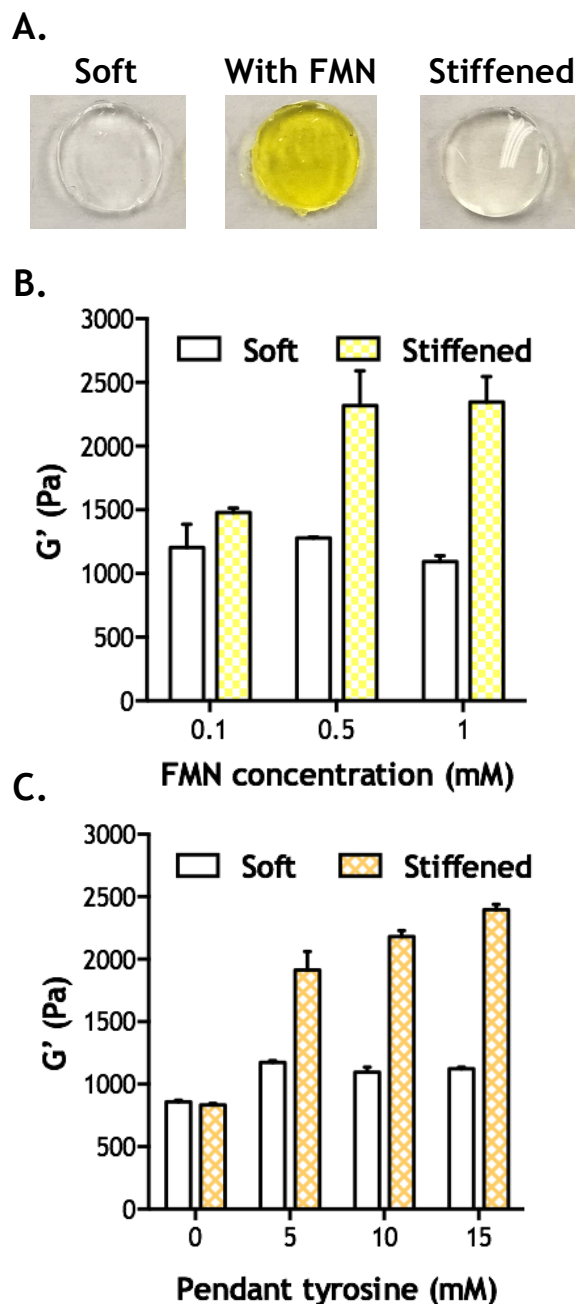 A.
Soft With FMN Stiffened
B.
3000
Soft Stiffened
2500
2000
1500
1000
500
0
G' (Pa)
0.1 0.5 1
FMN concentration (mM)
C.
3000
Soft Stiffened
2500
2000
1500
1000
500
0
G' (Pa)
0 5 10 15
Pendant tyrosine (mM)